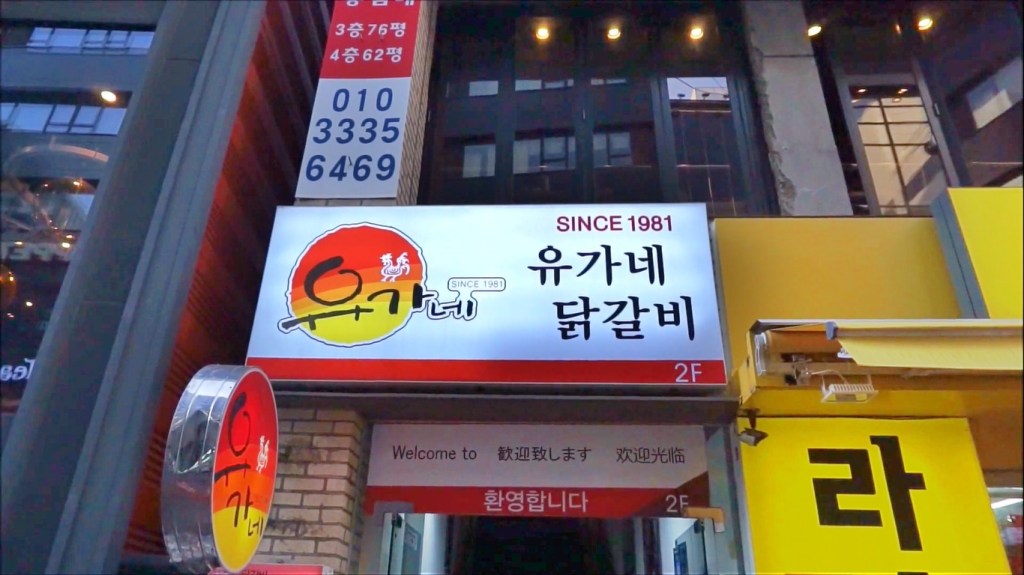 3층76평
4층62평
010
3335
6469
SINCE 1981
유가네
닭갈비
유가네
SINCE 1981
2F
유가네
Welcome to 歓迎致します 欢迎光临
환영합니다
2F
라